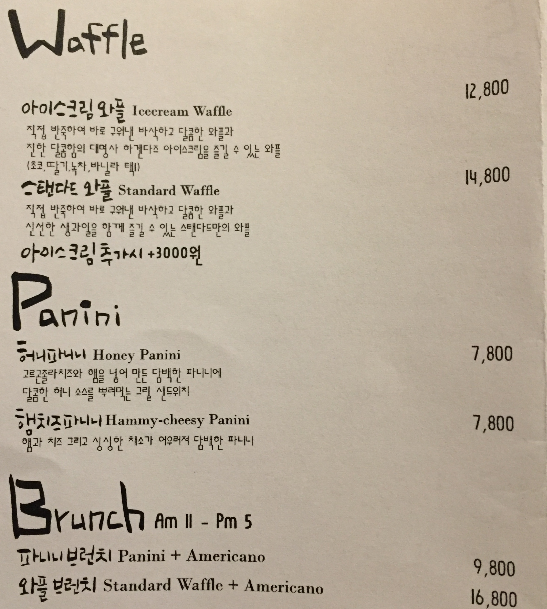 Waffle
12,800
아이스크림 와플 Icecream Waffle
직접 반죽하여 바로 구워낸 바삭하고 달콤한 와플과
진한 달콤함의 대명사 하겐다즈 아이스크림을 즐길 수 있는 와플
(초코,딸기,녹차,바닐라 택1)
14,800
스탠다드 와플 Standard Waffle
직접 반죽하여 바로 구워낸 바삭하고 달콤한 와플과
신선한 생과일을 함께 즐길 수 있는 스탠다드만의 와플
아이스크림 추가시 +3000원
Panini
허니파니니 Honey Panini 7,800
고르곤졸라치즈와 햄을 넣어 만든 담백한 파니니에
달콤한 허니 소스를 뿌려먹는 그릴 샌드위치
햄치즈파니니 Hammy-cheesy Panini 7,800
햄과 치즈 그리고 싱싱한 채소가 어우러져 담백한 파니니
Brunch Am 11 - Pm 5
파니니브런치 Panini + Americano 9,800
와플 브런치 Standard Waffle + Americano 16,800